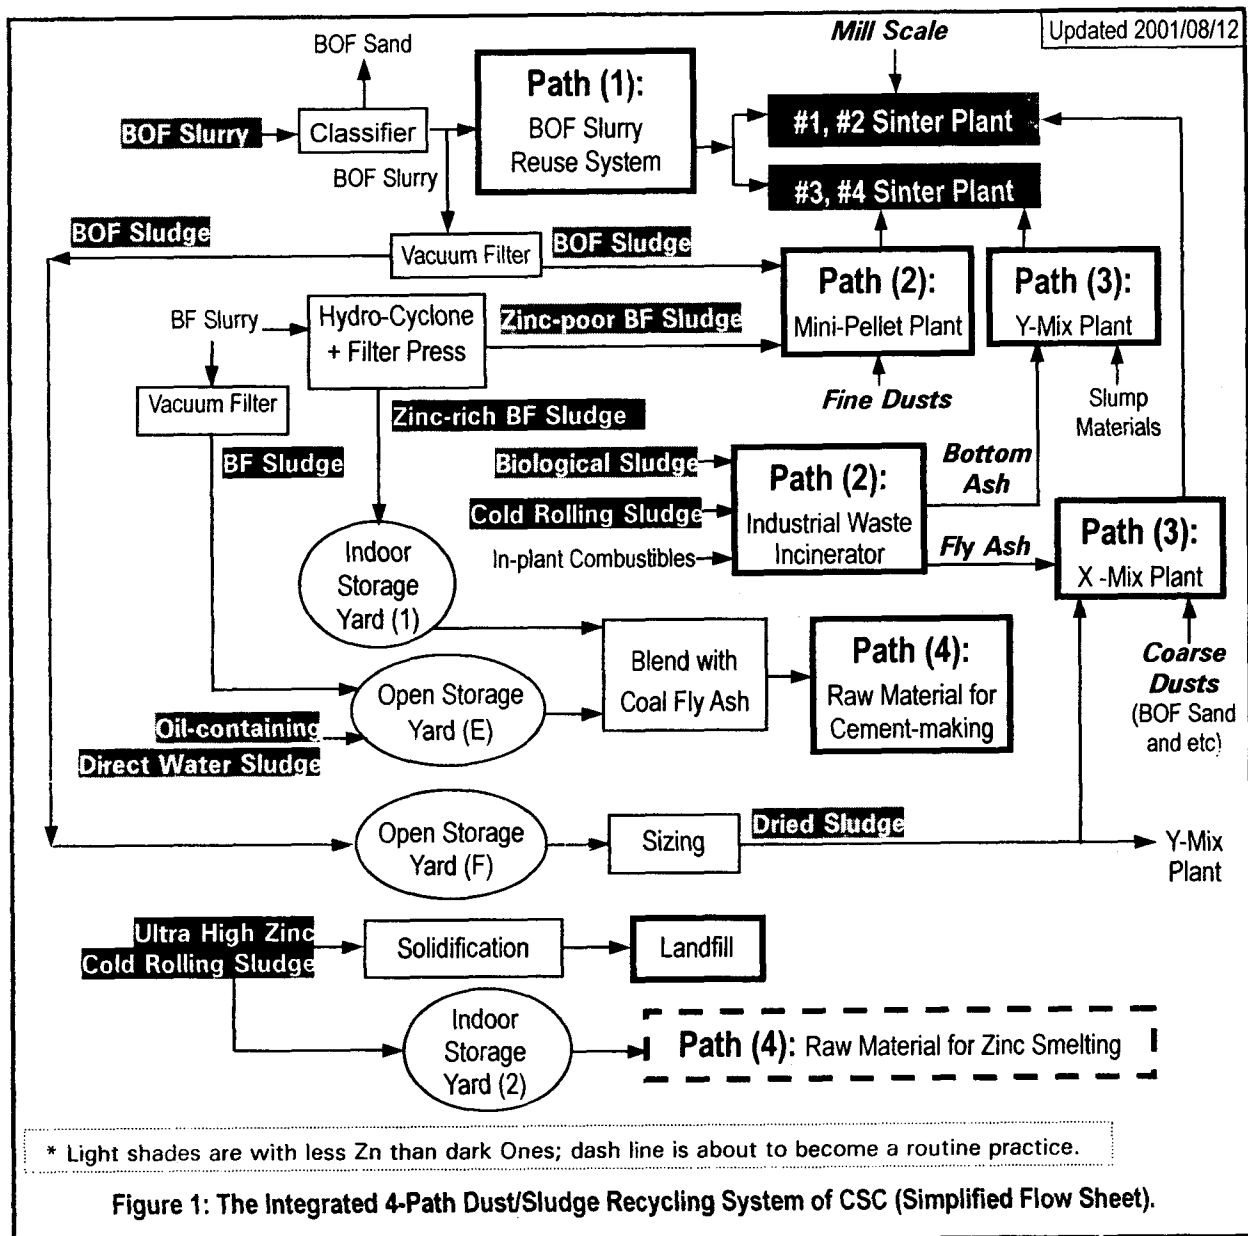 Updated 2001/08/12
BOF Sand
Mill Scale
Path (1):
BOF Slurry
Reuse System
BOF Slurry
Classifier
#1, #2 Sinter Plant
BOF Slurry
#3, #4 Sinter Plant
BOF Sludge
Vacuum Filter
BOF Sludge
Path (2):
Mini-Pellet Plant
Path (3):
Y-Mix Plant
BF Slurry
Hydro-Cyclone
+ Filter Press
Zinc-poor BF Sludge
Vacuum Filter
Zinc-rich BF Sludge
Fine Dusts
Slump
Materials
BF Sludge
Biological Sludge
Cold Rolling Sludge
In-plant Combustibles
Path (2):
Industrial Waste
Incinerator
Bottom
Ash
Fly Ash
Path (3):
X -Mix Plant
Indoor
Storage
Yard (1)
Blend with
Coal Fly Ash
Path (4):
Raw Material for
Cement-making
Coarse
Dusts
(BOF Sand
and etc)
Open Storage
Yard (E)
Oil-containing
Direct Water Sludge
Open Storage
Yard (F)
Sizing
Dried Sludge
Y-Mix
Plant
Ultra High Zinc
Cold Rolling Sludge
Solidification
Landfill
Indoor
Storage
Yard (2)
Path (4): Raw Material for Zinc Smelting
* Light shades are with less Zn than dark Ones; dash line is about to become a routine practice.
Figure 1: The Integrated 4-Path Dust/Sludge Recycling System of CSC (Simplified Flow Sheet).